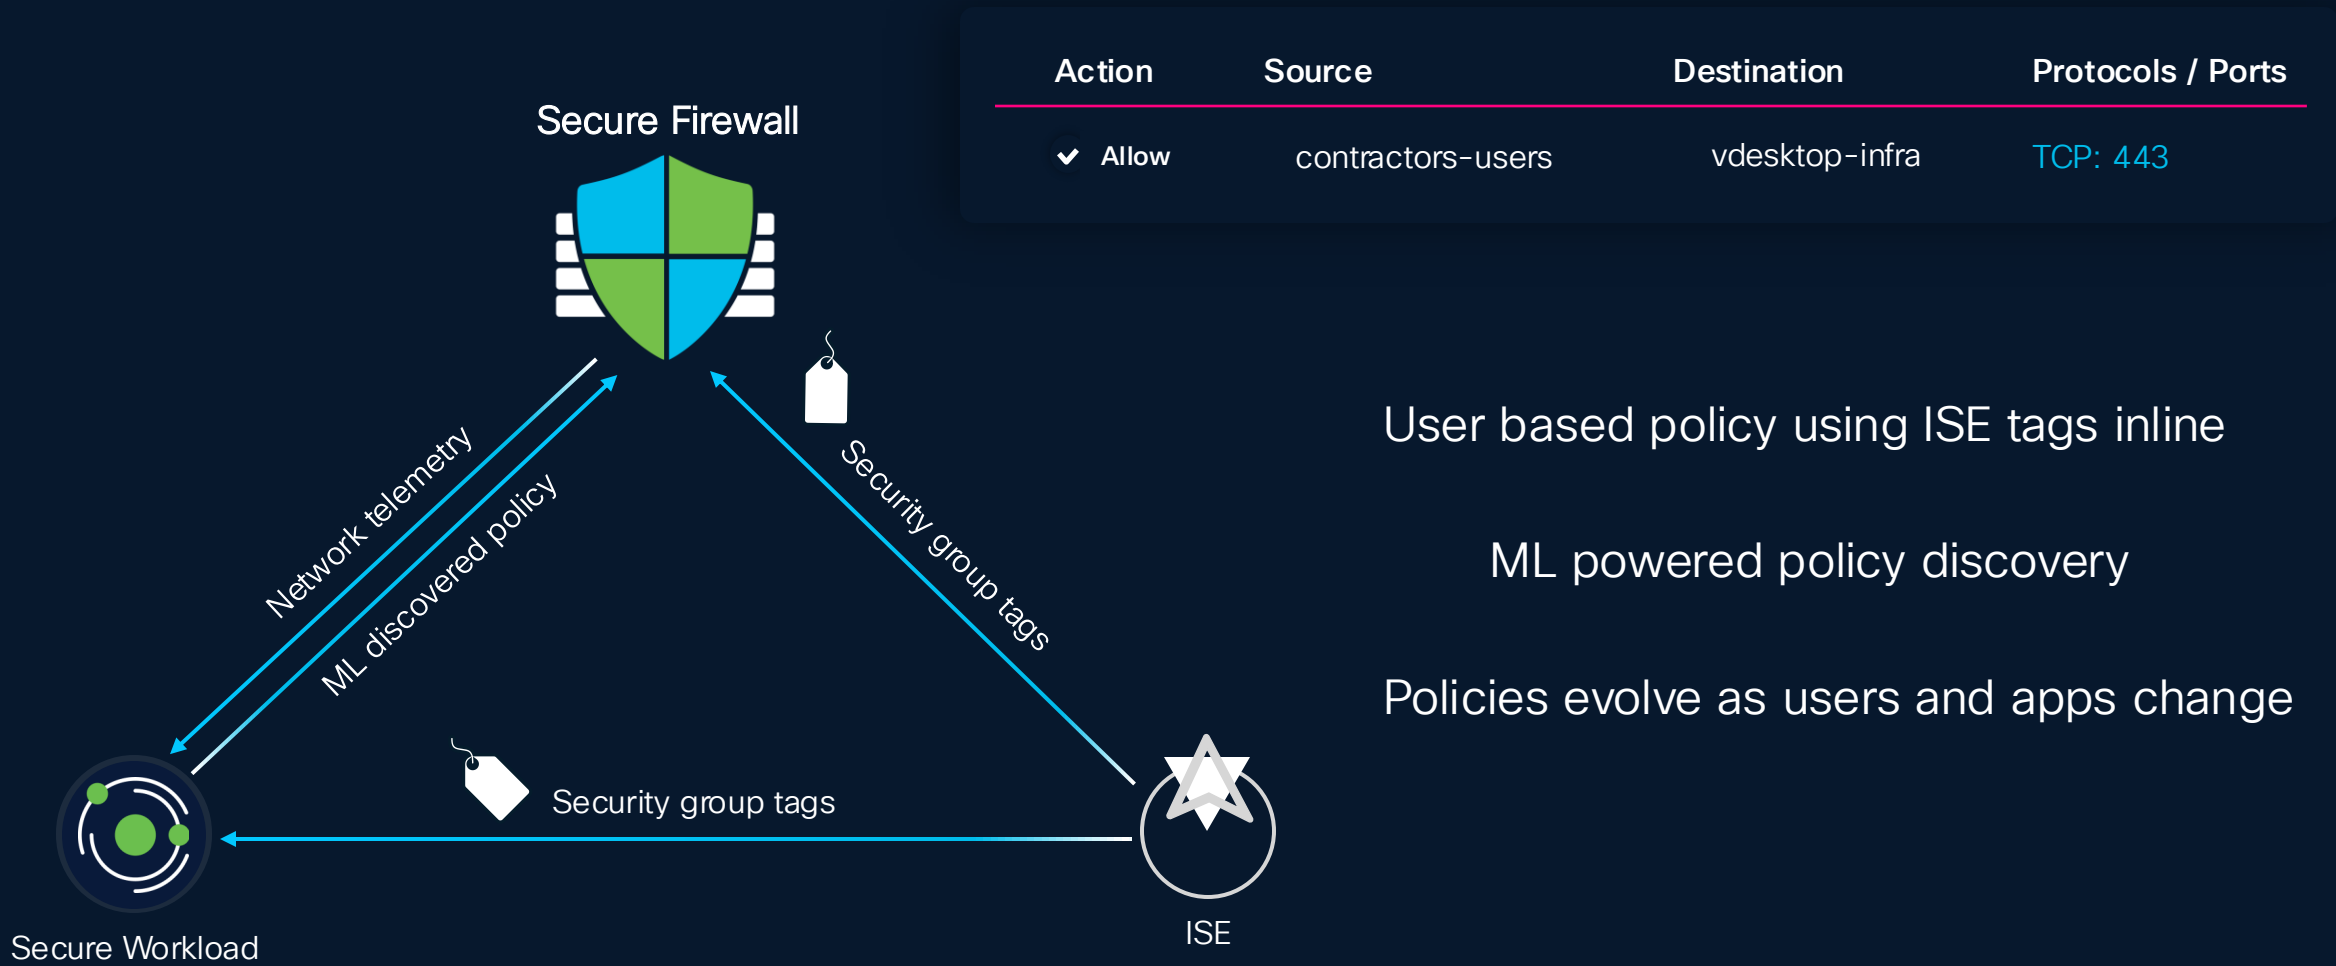 Action Source Destination Protocols / Ports
Allow contractors-users vdesktop-infra TCP: 443
Secure Firewall
Network telemetry
ML discovered policy
Security group tags
Security group tags
Secure Workload
ISE
User based policy using ISE tags inline
ML powered policy discovery
Policies evolve as users and apps change